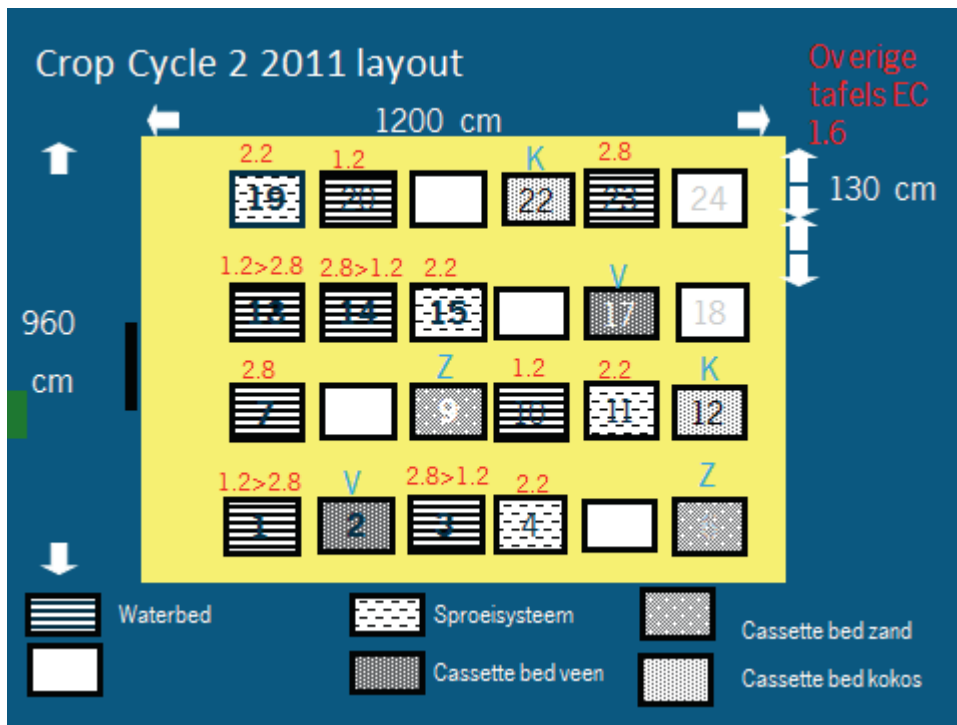 Crop Cycle 2 2011 layout
Overige
tafels EC
1.6
1200 cm
130 cm
960
cm
2.2 1.2 K 2.8
19 20 22 23 24
1.2>2.8 2.8>1.2 2.2 V
13 14 15 17 18
2.8 Z 1.2 2.2 K
7 9 10 11 12
1.2>2.8 V 2.8>1.2 2.2 Z
1 2 3 4
Waterbed
Sproeisysteem
Cassette bed zand
Cassette bed veen
Cassette bed kokos